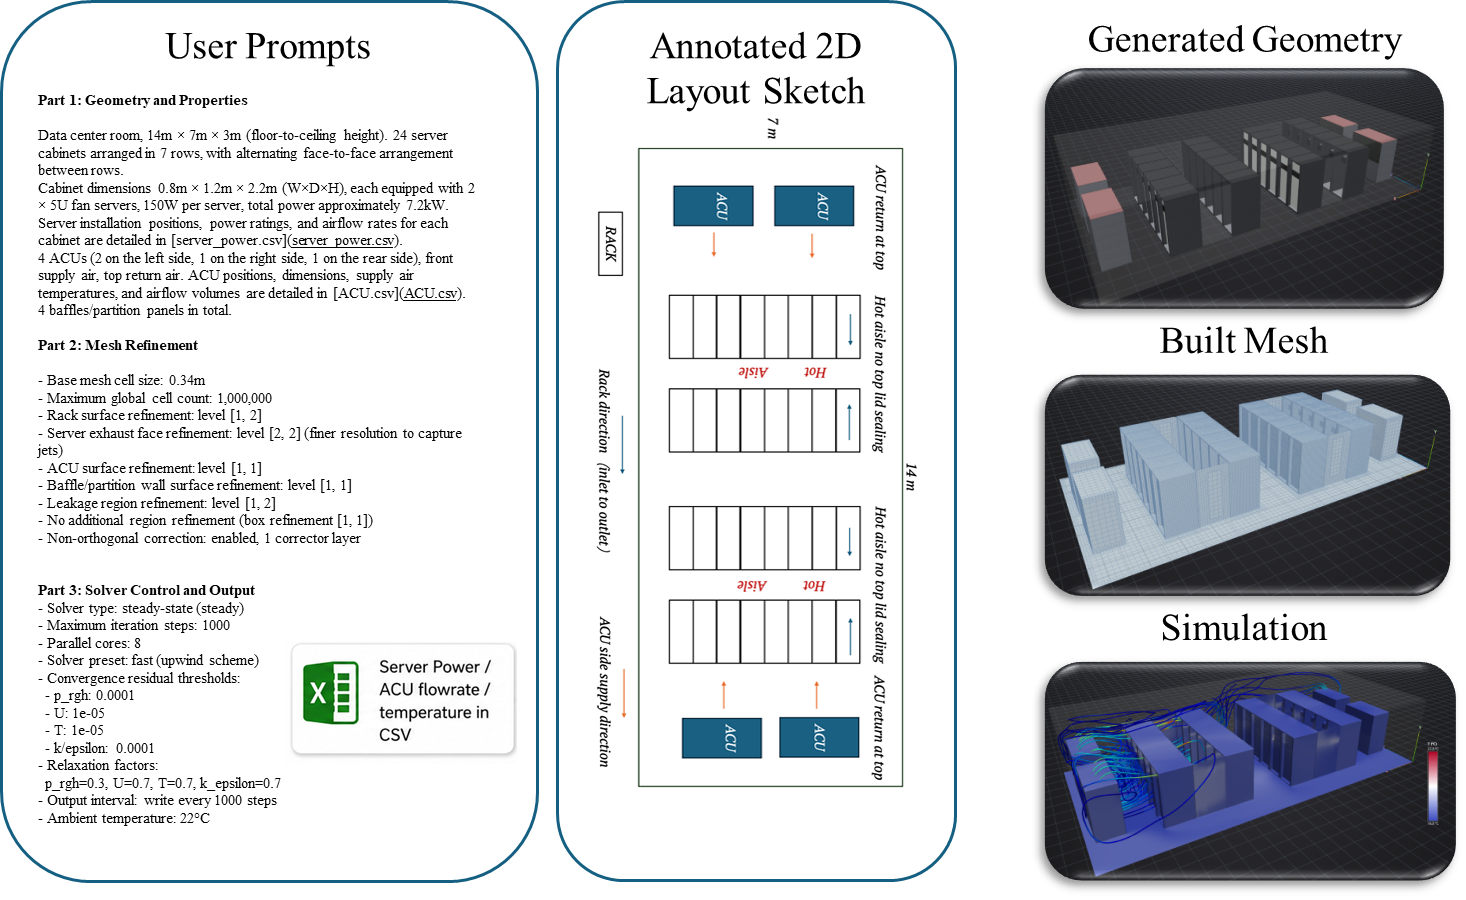 User Prompts
Part 1: Geometry and Properties
Data center room, 14m × 7m × 3m (floor-to-ceiling height). 24 server
cabinets arranged in 7 rows, with alternating face-to-face arrangement
between rows.
Cabinet dimensions 0.8m × 1.2m × 2.2m (W×D×H), each equipped with 2
× 5U fan servers, 150W per server, total power approximately 7.2kW.
Server installation positions, power ratings, and airflow rates for each
cabinet are detailed in [server_power.csv](server_power.csv).
4 ACUs (2 on the left side, 1 on the right side, 1 on the rear side), front
supply air, top return air. ACU positions, dimensions, supply air
temperatures, and airflow volumes are detailed in [ACU.csv](ACU.csv).
4 baffles/partition panels in total.
Part 2: Mesh Refinement
- Base mesh cell size: 0.34m
- Maximum global cell count: 1,000,000
- Rack surface refinement: level [1, 2]
- Server exhaust face refinement: level [2, 2] (finer resolution to capture
jets)
- ACU surface refinement: level [1, 1]
- Baffle/partition wall surface refinement: level [1, 1]
- Leakage region refinement: level [1, 2]
- No additional region refinement (box refinement [1, 1])
- Non-orthogonal correction: enabled, 1 corrector layer
Part 3: Solver Control and Output
- Solver type: steady-state (steady)
- Maximum iteration steps: 1000
- Parallel cores: 8
- Solver preset: fast (upwind scheme)
- Convergence residual thresholds:
- p_rgh: 0.0001
- U: 1e-05
- T: 1e-05
- k/epsilon: 0.0001
- Relaxation factors:
p_rgh=0.3, U=0.7, T=0.7, k_epsilon=0.7
- Output interval: write every 1000 steps
- Ambient temperature: 22°C
X
Server Power /
ACU flowrate /
temperature in
CSV
Annotated 2D
Layout Sketch
7 m
ACU
ACU
ACU return at top
RACK
Hot aisle no top lid sealing
Hot Aisle
Rack direction (inlet to outlet)
14 m
Hot aisle no top lid sealing
Hot Aisle
ACU side supply direction
ACU
ACU
ACU return at top
Generated Geometry
Built Mesh
Simulation